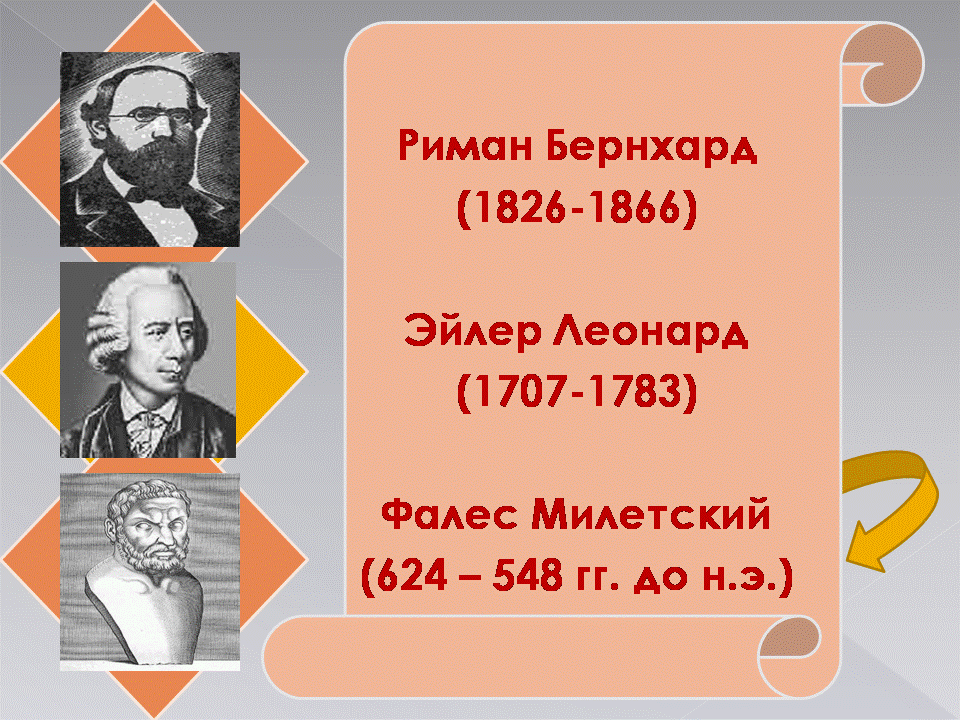 Риман Бернхард
(1826-1866)
Эйлер Леонард
(1707-1783)
Фалес Милетский
(624 – 548 гг. до н.э.)